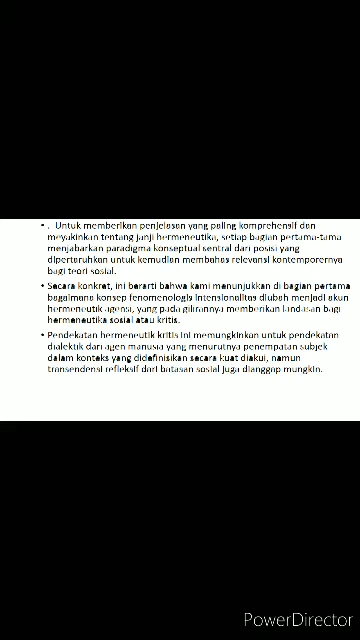 • . Untuk memberikan penjelasan yang paling komprehensif dan
meyakinkan tentang janji hermeneutika, setiap bagian pertama-tama
menjabarkan paradigma konseptual sentral dari posisi yang
dipertaruhkan untuk kemudian membahas relevansi kontemporernya
bagi teori sosial.
• Secara konkret, ini berarti bahwa kami menunjukkan di bagian pertama
bagaimana konsep fenomenologis intensionalitas diubah menjadi akun
hermeneutik agensi, yang pada gilirannya memberikan landasan bagi
hermeneutika sosial atau kritis.
• Pendekatan hermeneutik kritis ini memungkinkan untuk pendekatan
dialektik dari agen manusia yang menurutnya penempatan subjek
dalam konteks yang didefinisikan secara kuat diakui, namun
transendensi refleksif dari batasan sosial juga dianggap mungkin.
PowerDirector